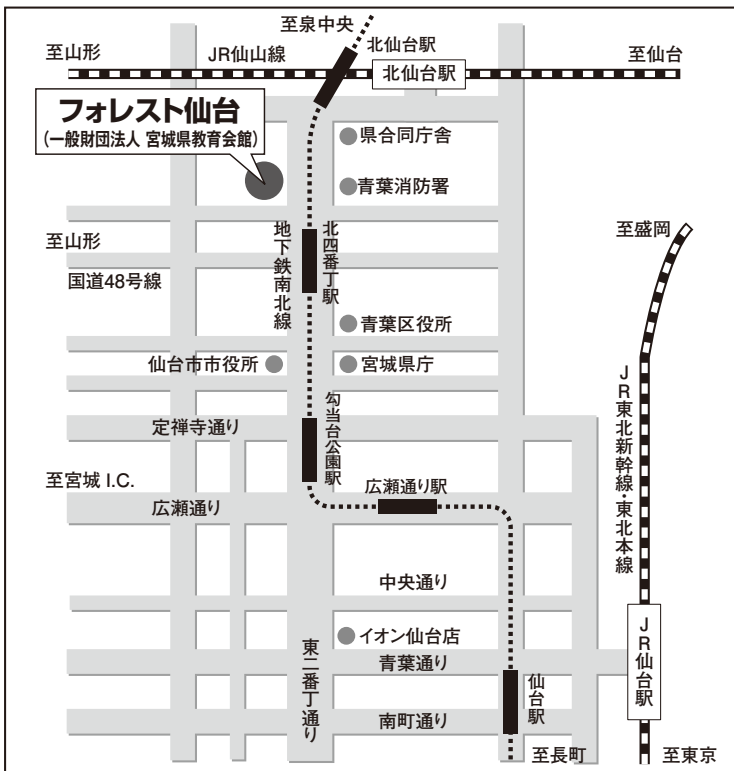 至泉中央
北仙台駅
至山形
JR仙山線
北仙台駅
至仙台
フォレスト仙台
(一般財団法人 宮城県教育会館)
県合同庁舎
青葉消防署
至盛岡
至山形
地下鉄南北線
北四番丁駅
国道48号線
青葉区役所
仙台市市役所
宮城県庁
JR東北新幹線・東北本線
定禅寺通り
勾当台公園駅
至宮城 I.C.
広瀬通り駅
広瀬通り
中央通り
イオン仙台店
JR仙台駅
東二番丁通り
青葉通り
仙台駅
南町通り
至長町
至東京